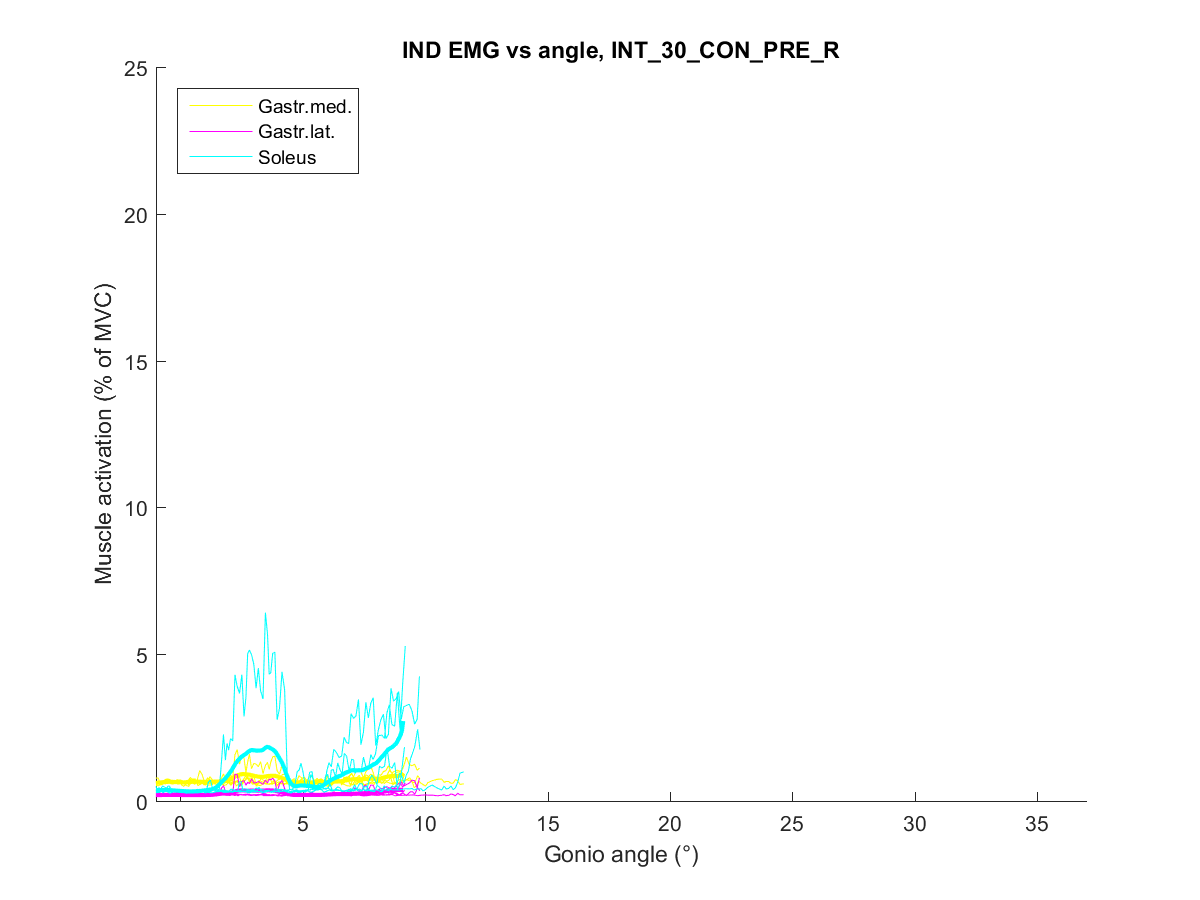 IND EMG vs angle, INT_30_CON_PRE_R
25
Gastr.med.
Gastr.lat.
Soleus
20
15
10
5
0
Muscle activation (% of MVC)
0 5 10 15 20 25 30 35
Gonio angle (°)